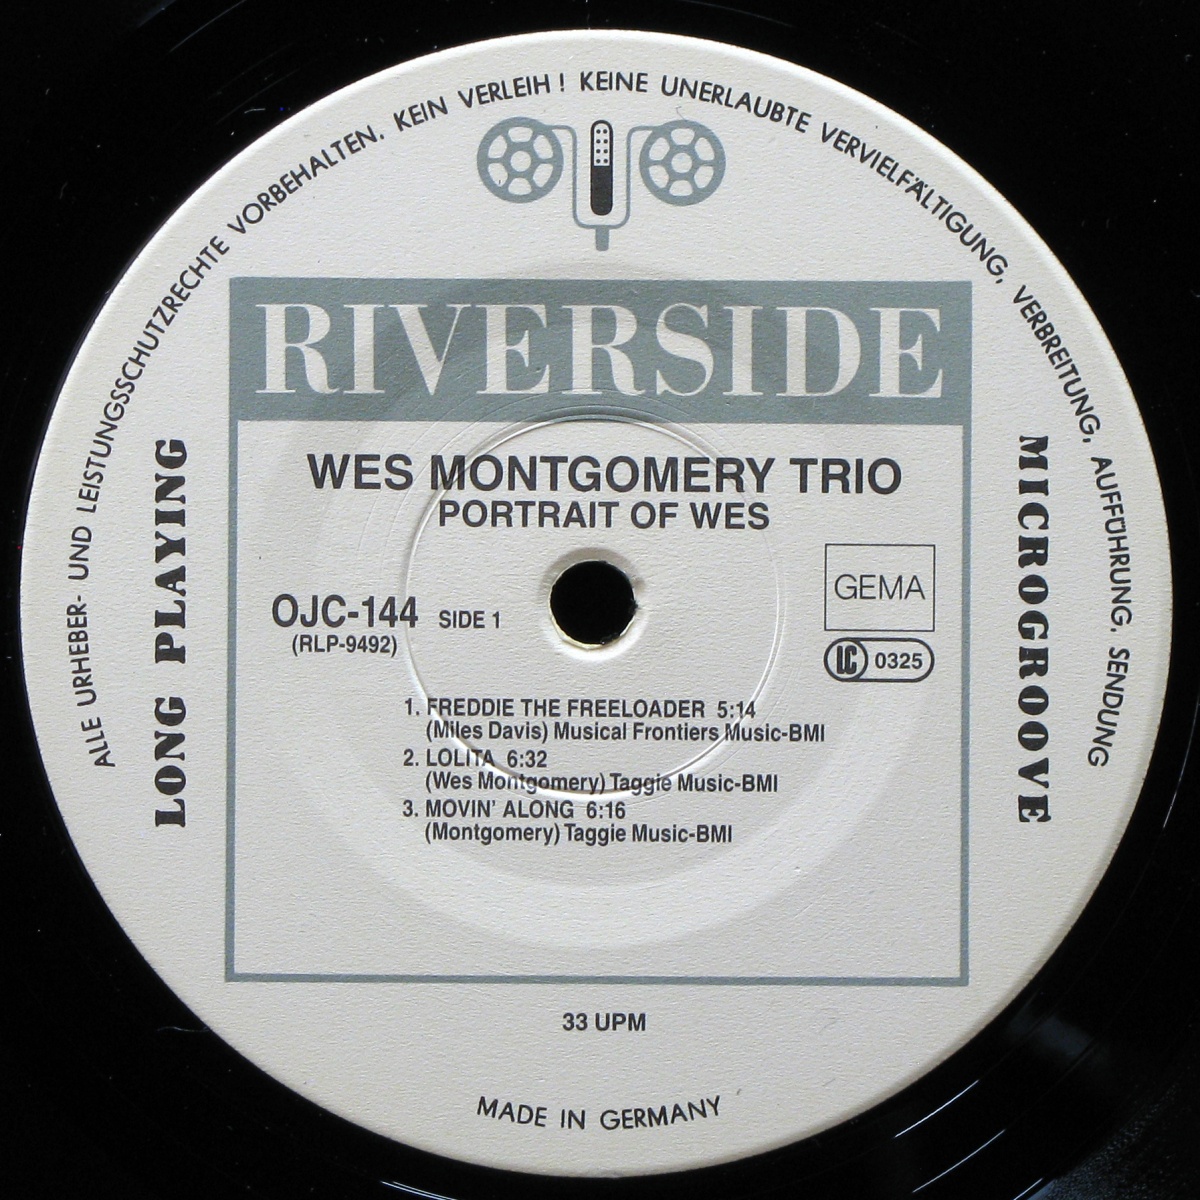 ALLE URHEBER- UND LEISTUNGSSCHUTZRECHTE VORBEHALTEN. KEIN VERLEIH! KEINE UNERLAUBTE VERVIELFÄLTIGUNG, VERBREITUNG, AUFFÜHRUNG, SENDUNG
RIVERSIDE
LONG PLAYING
MICROGROOVE
WES MONTGOMERY TRIO
PORTRAIT OF WES
GEMA
OJC-144 SIDE 1
(RLP-9492)
LC 0325
1. FREDDIE THE FREELOADER 5:14
(Miles Davis) Musical Frontiers Music-BMI
2. LOLITA 6:32
(Wes Montgomery) Taggie Music-BMI
3. MOVIN' ALONG 6:16
(Montgomery) Taggie Music-BMI
33 UPM
MADE IN GERMANY